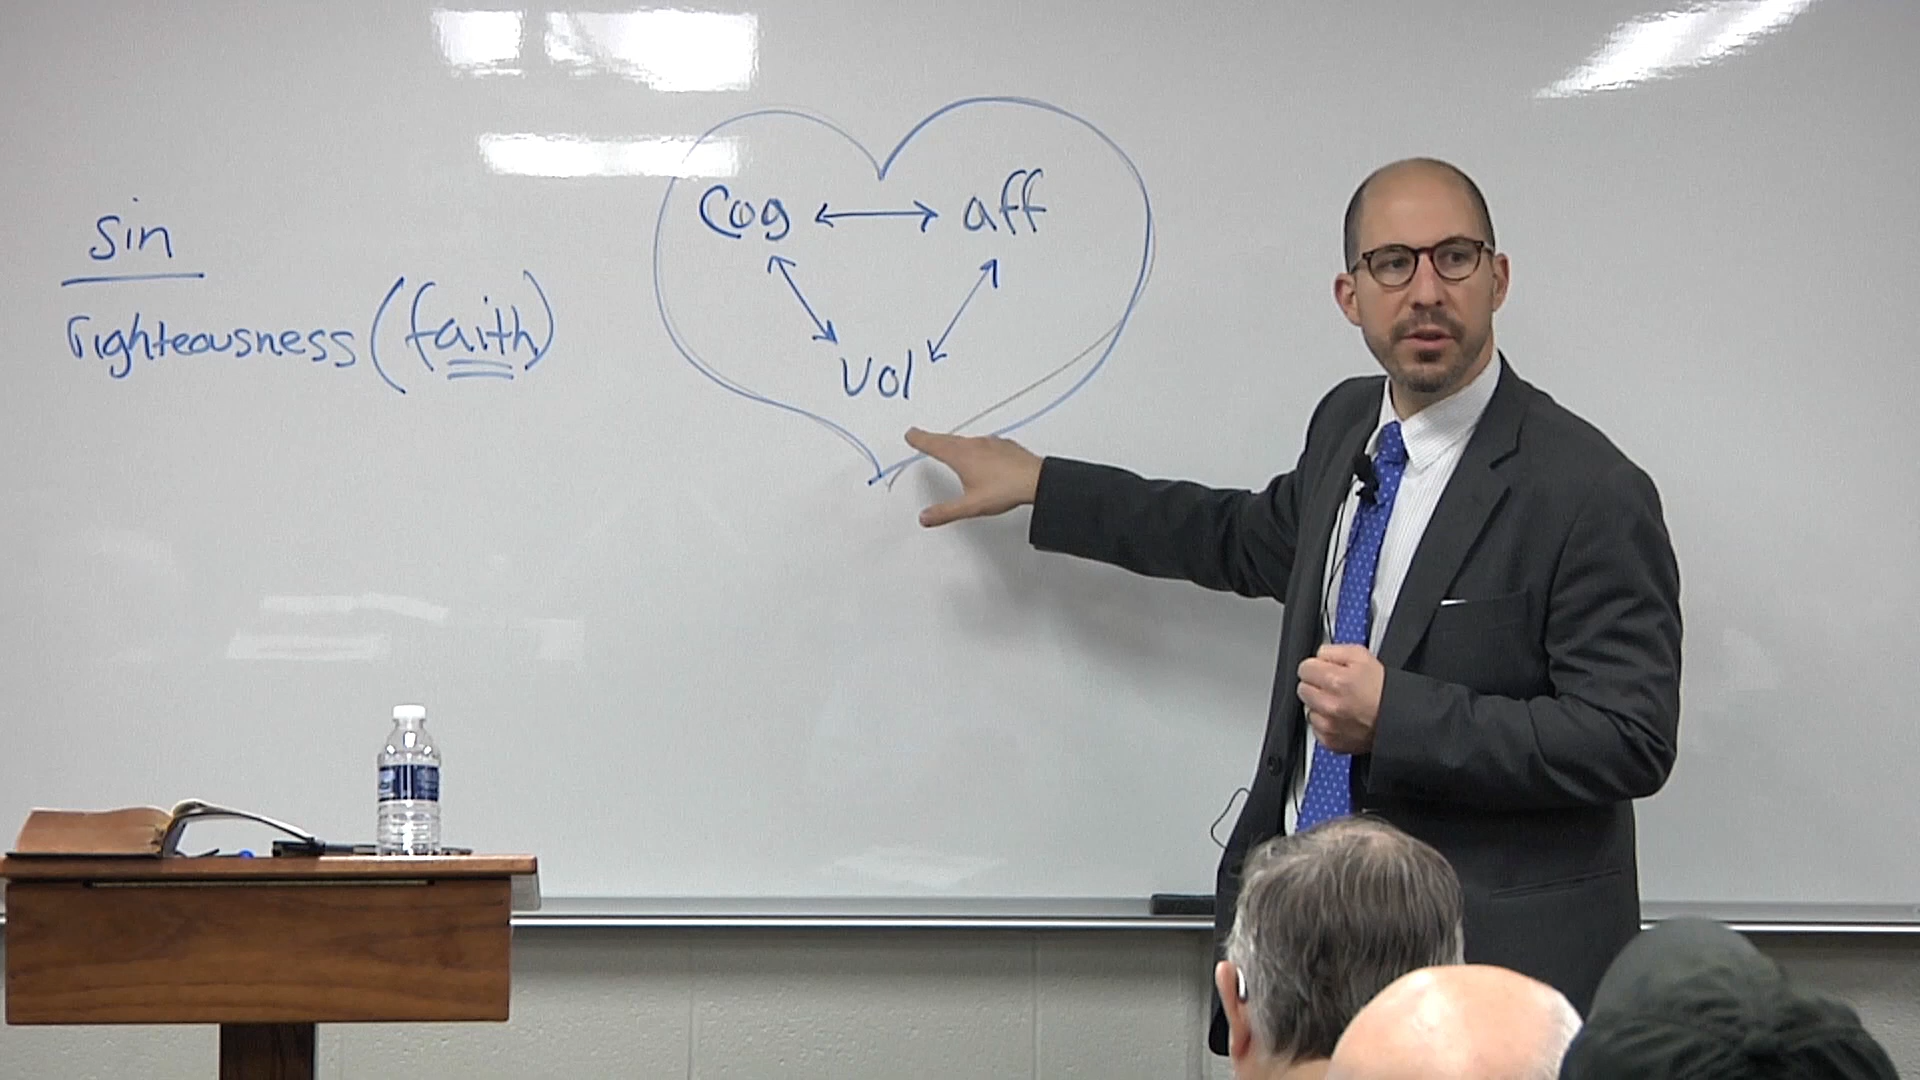 sin
righteousness (faith)
Cog ↔ aff
vol